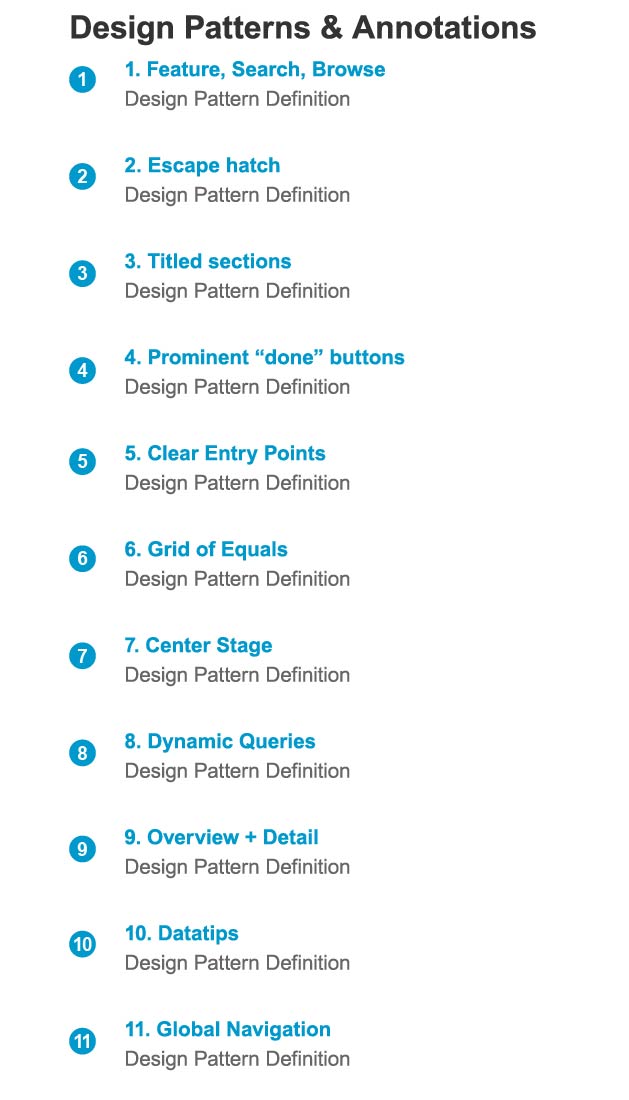 Design Patterns & Annotations
1
1. Feature, Search, Browse
Design Pattern Definition
2
2. Escape hatch
Design Pattern Definition
3
3. Titled sections
Design Pattern Definition
4
4. Prominent “done” buttons
Design Pattern Definition
5
5. Clear Entry Points
Design Pattern Definition
6
6. Grid of Equals
Design Pattern Definition
7
7. Center Stage
Design Pattern Definition
8
8. Dynamic Queries
Design Pattern Definition
9
9. Overview + Detail
Design Pattern Definition
10
10. Datatips
Design Pattern Definition
11
11. Global Navigation
Design Pattern Definition